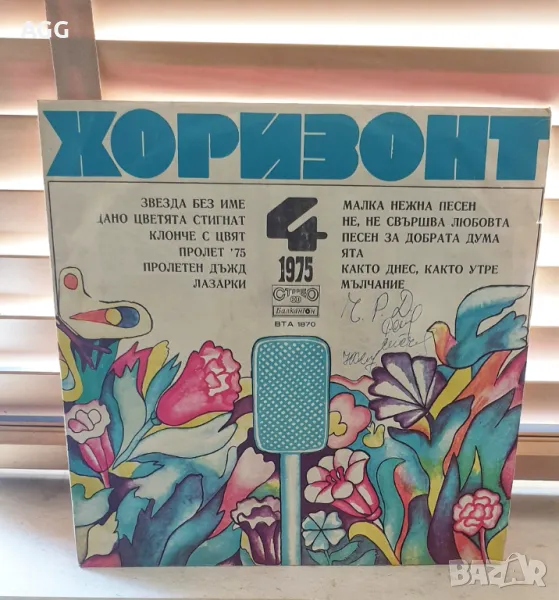 AGG
ХОРИЗОНТ
ЗВЕЗДА БЕЗ ИМЕ
ДАНО ЦВЕТЯТА СТИГНАТ
КЛОНЧЕ С ЦВЯТ
ПРОЛЕТ '75
ПРОЛЕТЕН ДЪЖД
ЛАЗАРКИ
4
1975
СТЕРЕО
Балкантон
ВТА 1870
МАЛКА НЕЖНА ПЕСЕН
НЕ, НЕ СВЪРШВА ЛЮБОВТА
ПЕСЕН ЗА ДОБРАТА ДУМА
ЯТА
КАКТО ДНЕС, КАКТО УТРЕ
МЪЛЧАНИЕ
BAZAR